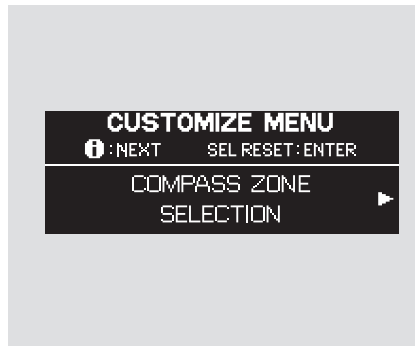 CUSTOMIZE MENU
i:NEXT SEL RESET:ENTER
COMPASS ZONE
SELECTION